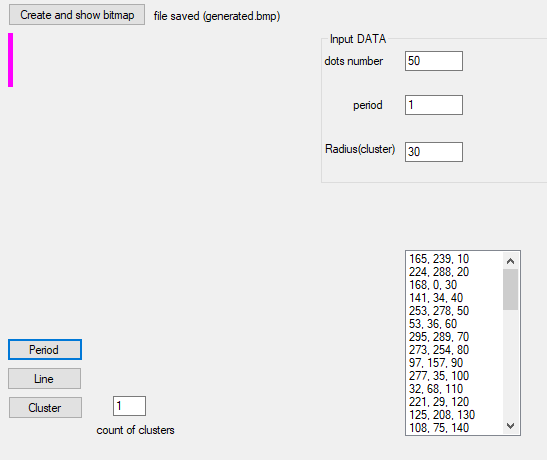 Create and show bitmap file saved (generated.bmp)
Input DATA
dots number 50
period 1
Radius(cluster) 30
165, 239, 10
224, 288, 20
168, 0, 30
141, 34, 40
253, 278, 50
53, 36, 60
295, 289, 70
273, 254, 80
97, 157, 90
277, 35, 100
32, 68, 110
221, 29, 120
125, 208, 130
108, 75, 140
Period
Line
Cluster 1
count of clusters